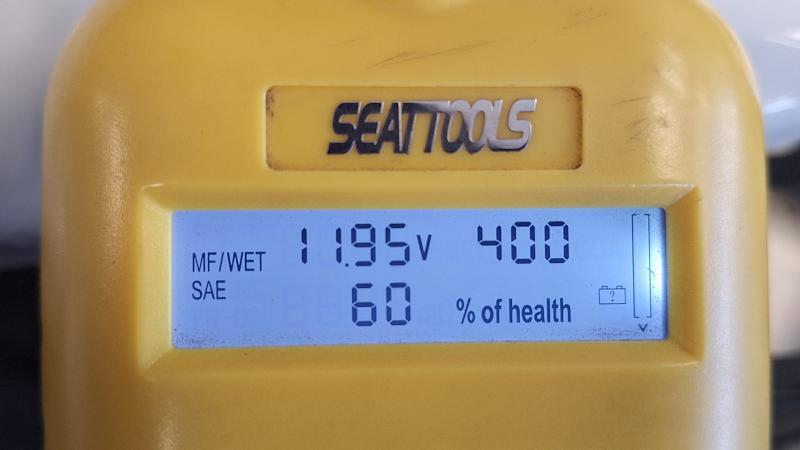 SEATTOOLS
MF/WET 11.95V 400
SAE 60 % of health
?